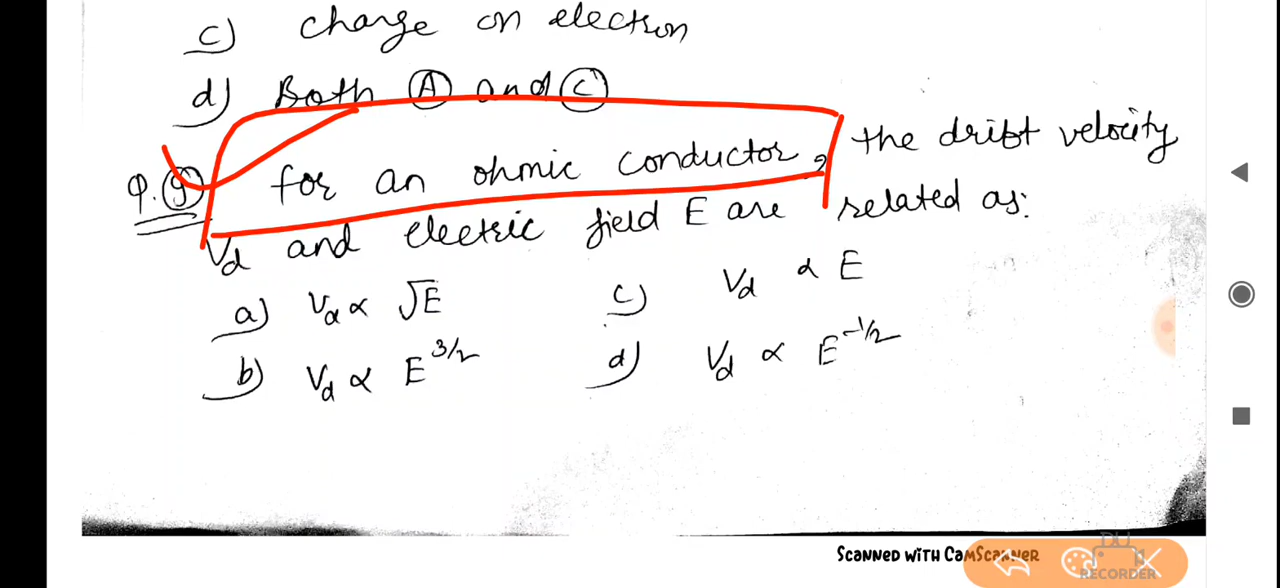 c) charge on electron
d) Both (A) and (C)
Q.(9) for an ohmic conductor, the drift velocity
Vd and electric field E are related as:
a) Vd ∝ √E c) Vd ∝ E
b) Vd ∝ E^3/2 d) Vd ∝ E^-1/2
Scanned with CamScanner
DU
RECORDER